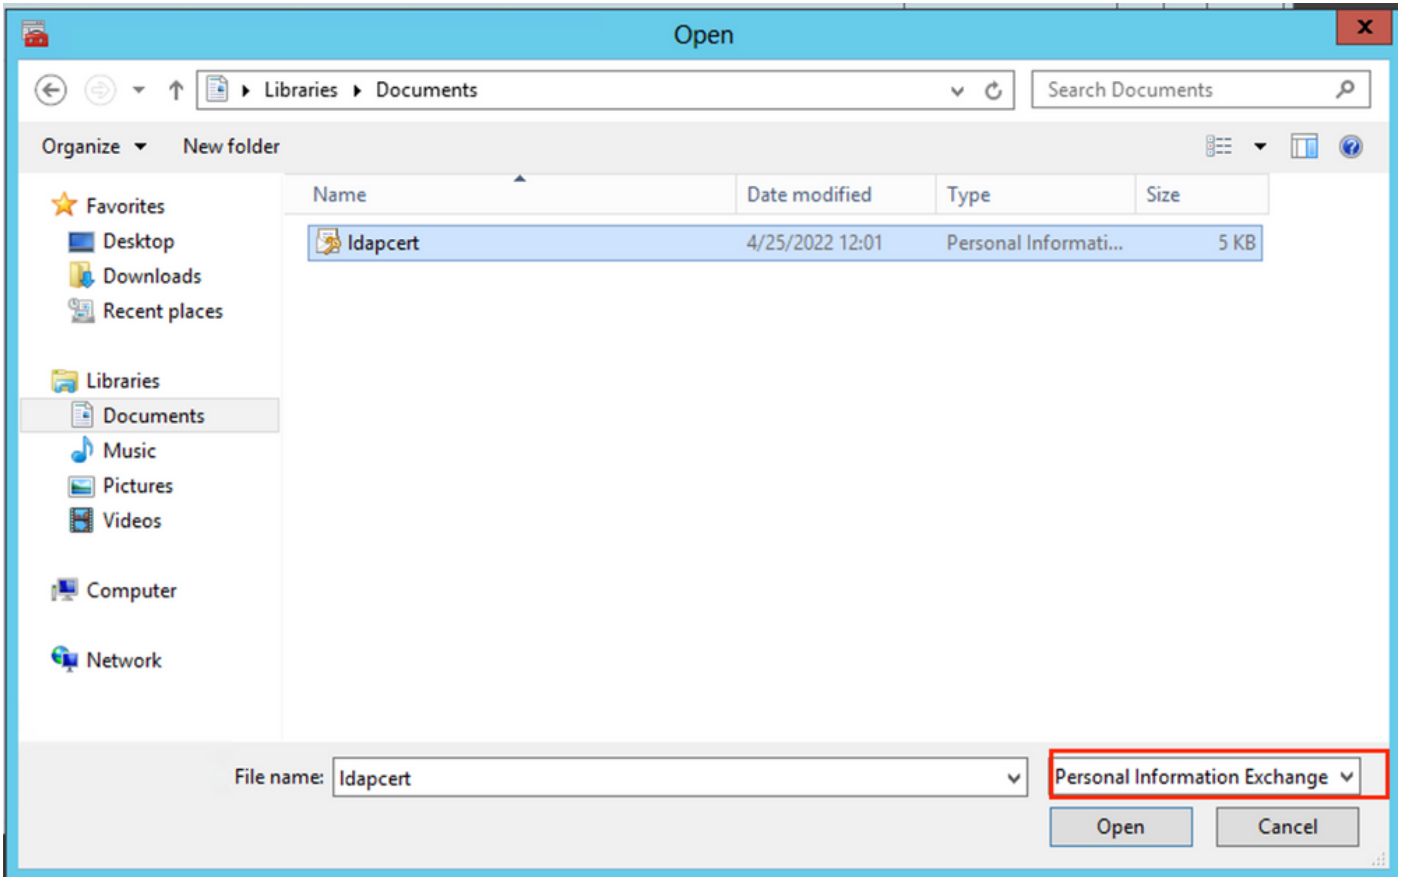 Open
x
Libraries Documents
Search Documents
Organize New folder
Name Date modified Type Size
ldapcert 4/25/2022 12:01 Personal Informati... 5 KB
Favorites
Desktop
Downloads
Recent places
Libraries
Documents
Music
Pictures
Videos
Computer
Network
File name: ldapcert Personal Information Exchange
Open Cancel